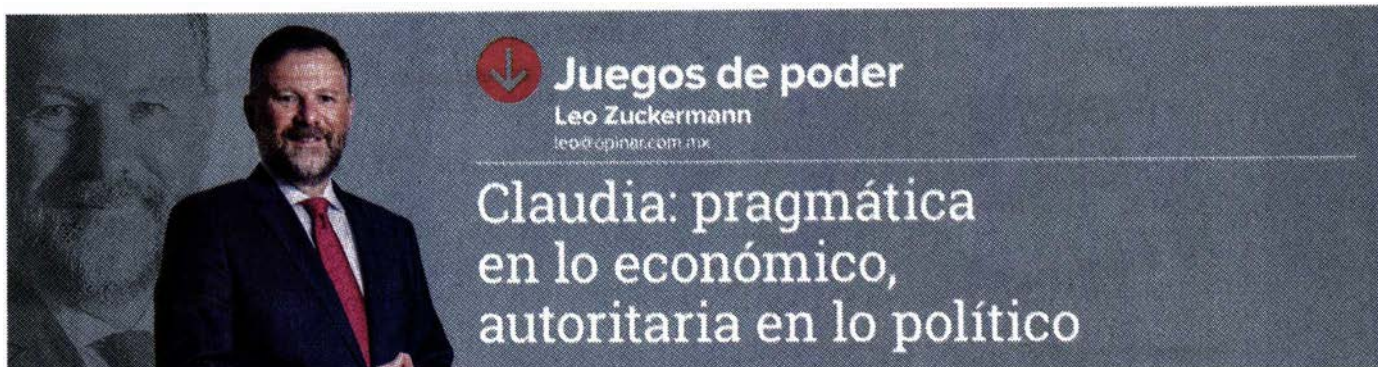 Juegos de poder
Leo Zuckermann
leo@opinar.com.mx
Claudia: pragmática
en lo económico,
autoritaria en lo político